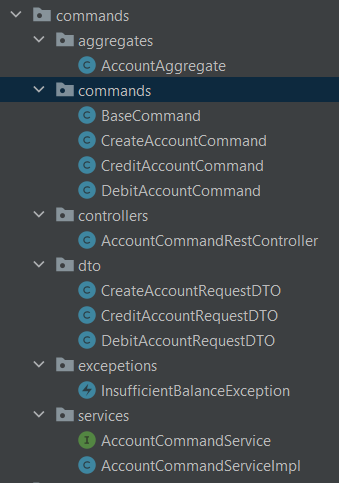 commands
aggregates
AccountAggregate
commands
BaseCommand
CreateAccountCommand
CreditAccountCommand
DebitAccountCommand
controllers
AccountCommandRestController
dto
CreateAccountRequestDTO
CreditAccountRequestDTO
DebitAccountRequestDTO
excepetions
InsufficientBalanceException
services
AccountCommandService
AccountCommandServiceImpl